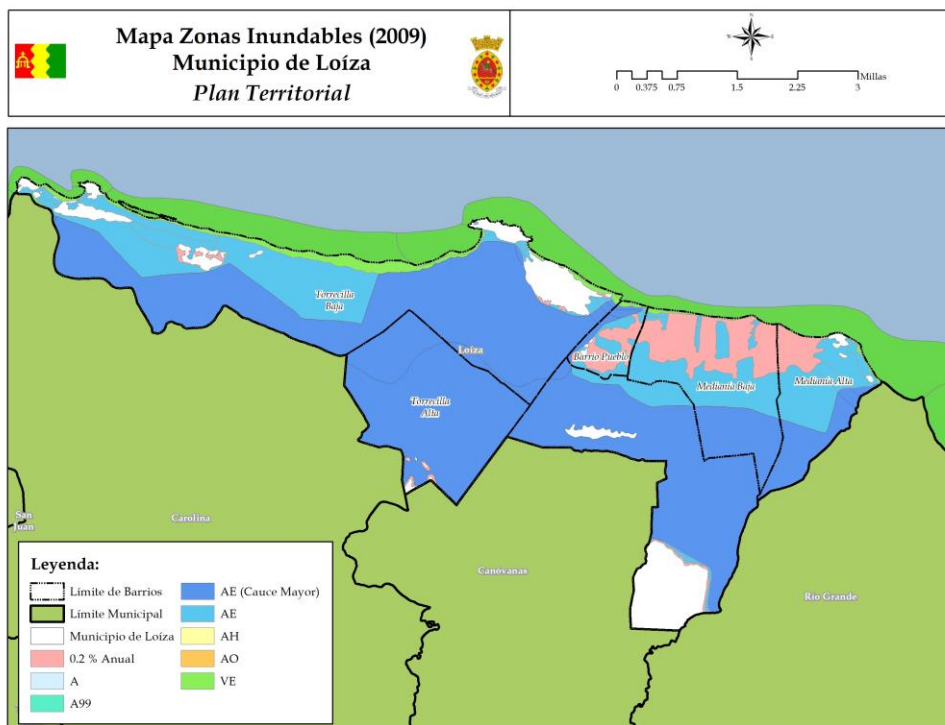 Mapa Zonas Inundables (2009)
Municipio de Loíza
Plan Territorial
N
W
E
S
Millas
0 0.375 0.75 1.5 2.25 3
Torrecilla
Baja
Loíza
Barrio Pueblo
Medianía Baja
Medianía Alta
Torrecilla
Alta
San
Juan
Carolina
Canóvanas
Río Grande
Leyenda:
Límite de Barrios
Límite Municipal
Municipio de Loíza
0.2 % Anual
A
A99
AE (Cauce Mayor)
AE
AH
AO
VE